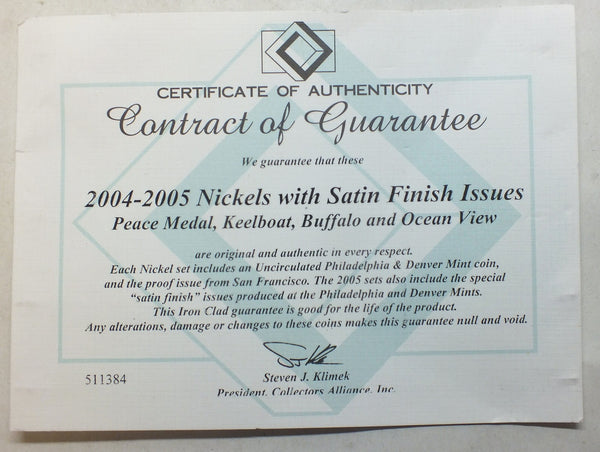 CERTIFICATE OF AUTHENTICITY
Contract of Guarantee
We guarantee that these
2004-2005 Nickels with Satin Finish Issues
Peace Medal, Keelboat, Buffalo and Ocean View
are original and authentic in every respect.
Each Nickel set includes an Uncirculated Philadelphia & Denver Mint coin,
and the proof issue from San Francisco. The 2005 sets also include the special
"satin finish" issues produced at the Philadelphia and Denver Mints.
This Iron Clad guarantee is good for the life of the product.
Any alterations, damage or changes to these coins makes this guarantee null and void.
511384
Steven J. Klimek
President, Collectors Alliance, Inc.